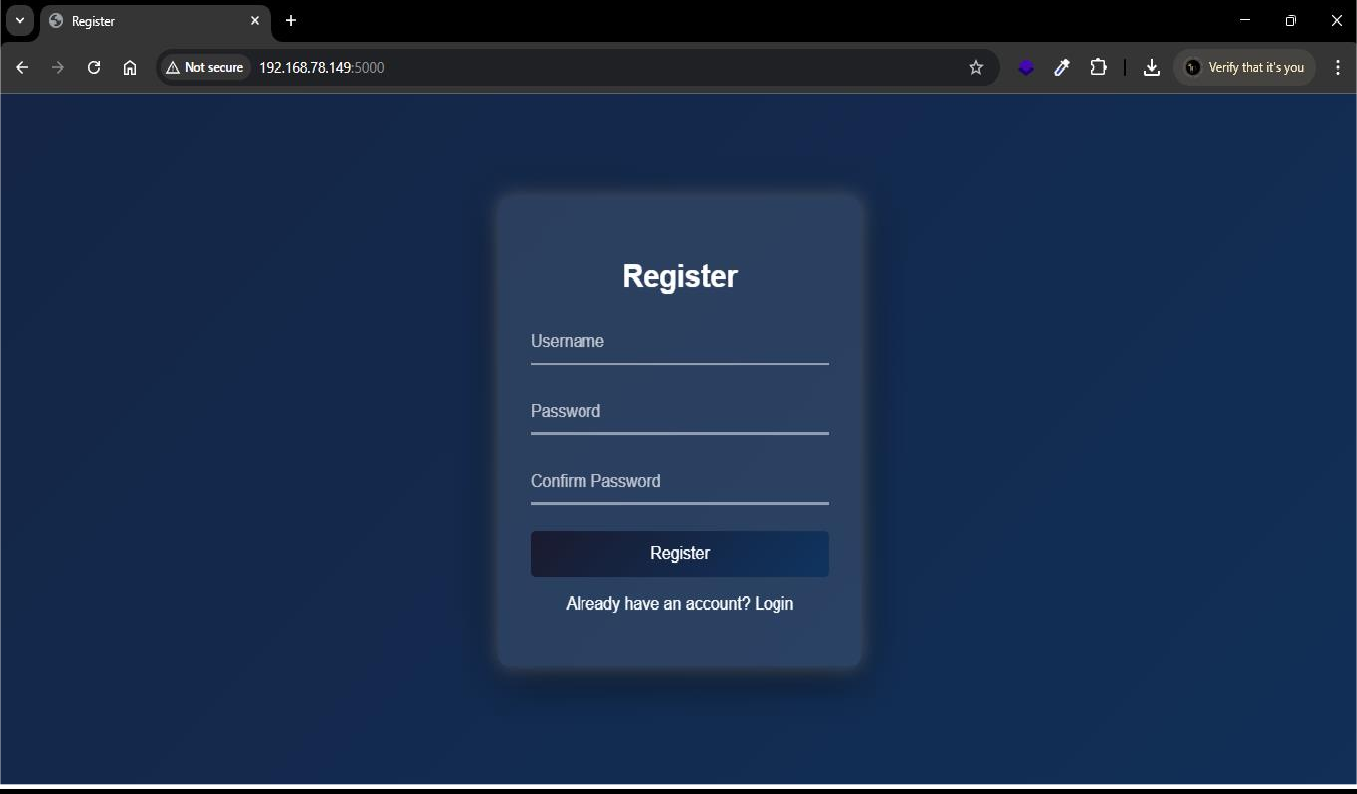 Register
Not secure 192.168.78.149:5000
Verify that it's you
Register
Username
Password
Confirm Password
Register
Already have an account? Login